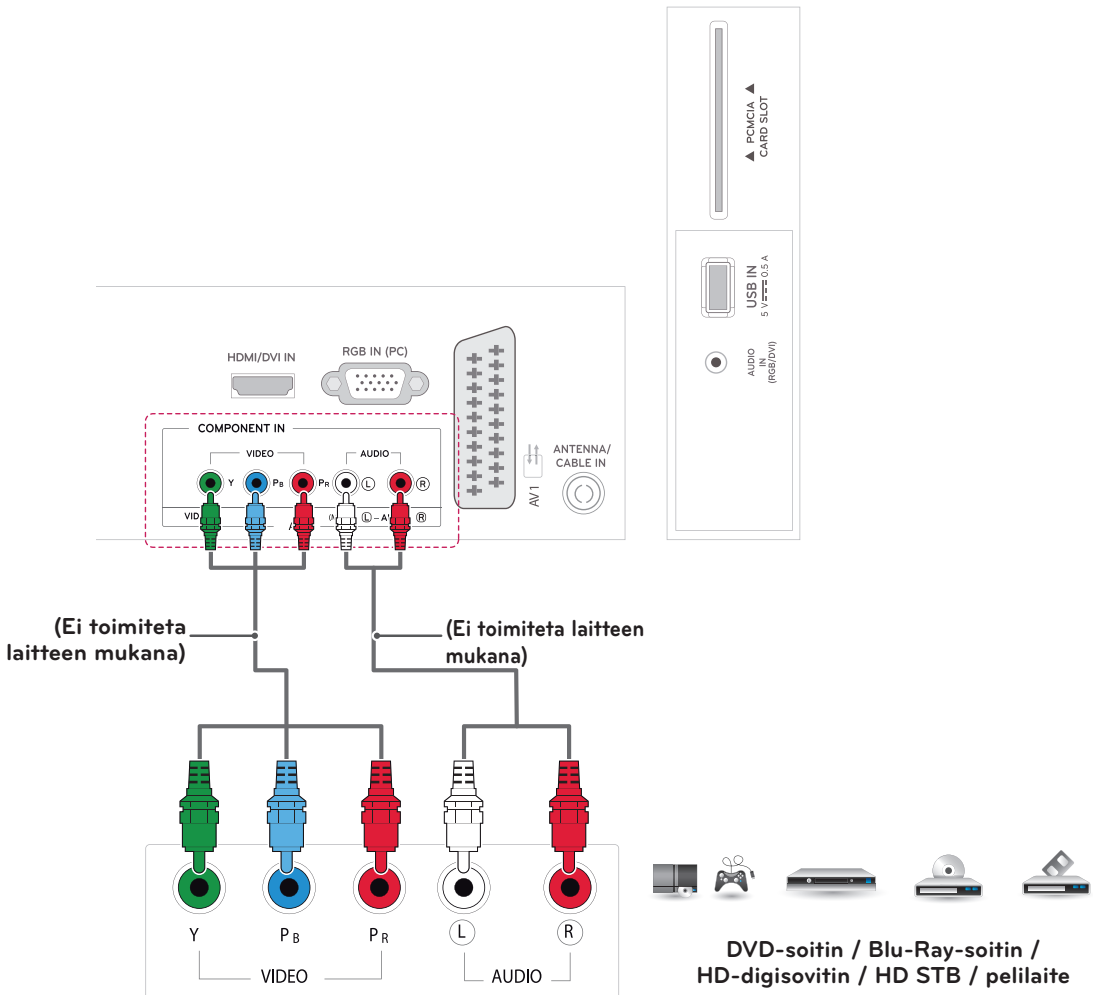 ▲ PCMCIA ▲
CARD SLOT
USB IN
5 V 0.5 A
AUDIO
IN
(RGB/DVI)
HDMI/DVI IN
RGB IN (PC)
COMPONENT IN
VIDEO
AUDIO
Y
PB
PR
L
R
VID
L
R
AV1
ANTENNA/
CABLE IN
(Ei toimiteta
laitteen mukana)
(Ei toimiteta laitteen
mukana)
Y
PB
PR
L
R
VIDEO
AUDIO
DVD-soitin / Blu-Ray-soitin /
HD-digisovitin / HD STB / pelilaite